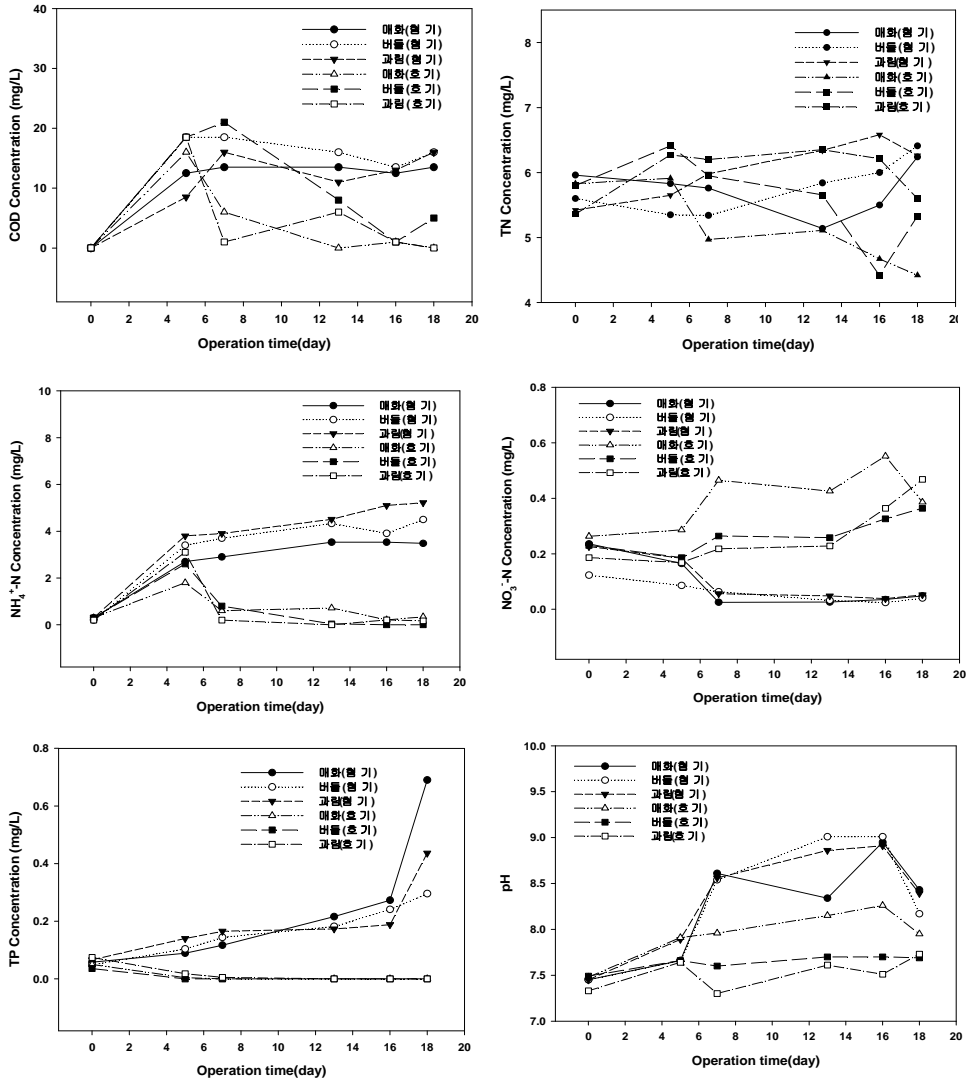 40
30
20
10
0
COD Concentration (mg/L)
매화(혐 기)
버들(혐 기)
과림(혐 기)
매화(호 기)
버들(호 기)
과림(호 기)
0 2 4 6 8 10 12 14 16 18 20
Operation time(day)
8
7
6
5
4
TN Concentration (mg/L)
매화(혐 기)
버들(혐 기)
과림(혐 기)
매화(호 기)
버들(호 기)
과림(호 기)
0 2 4 6 8 10 12 14 16 18 20
Operation time(day)
10
8
6
4
2
0
NH₄⁺-N Concentration (mg/L)
매화(혐 기)
버들(혐 기)
과림(혐 기)
매화(호 기)
버들(호 기)
과림(호 기)
0 2 4 6 8 10 12 14 16 18 20
Operation time(day)
0.8
0.6
0.4
0.2
0.0
NO₃⁻-N Concentration (mg/L)
매화(혐 기)
버들(혐 기)
과림(혐 기)
매화(호 기)
버들(호 기)
과림(호 기)
0 2 4 6 8 10 12 14 16 18 20
Operation time(day)
0.8
0.6
0.4
0.2
0.0
TP Concentration (mg/L)
매화(혐 기)
버들(혐 기)
과림(혐 기)
매화(호 기)
버들(호 기)
과림(호 기)
0 2 4 6 8 10 12 14 16 18 20
Operation time(day)
10.0
9.5
9.0
8.5
8.0
7.5
7.0
pH
매화(혐 기)
버들(혐 기)
과림(혐 기)
매화(호 기)
버들(호 기)
과림(호 기)
0 2 4 6 8 10 12 14 16 18 20
Operation time(day)